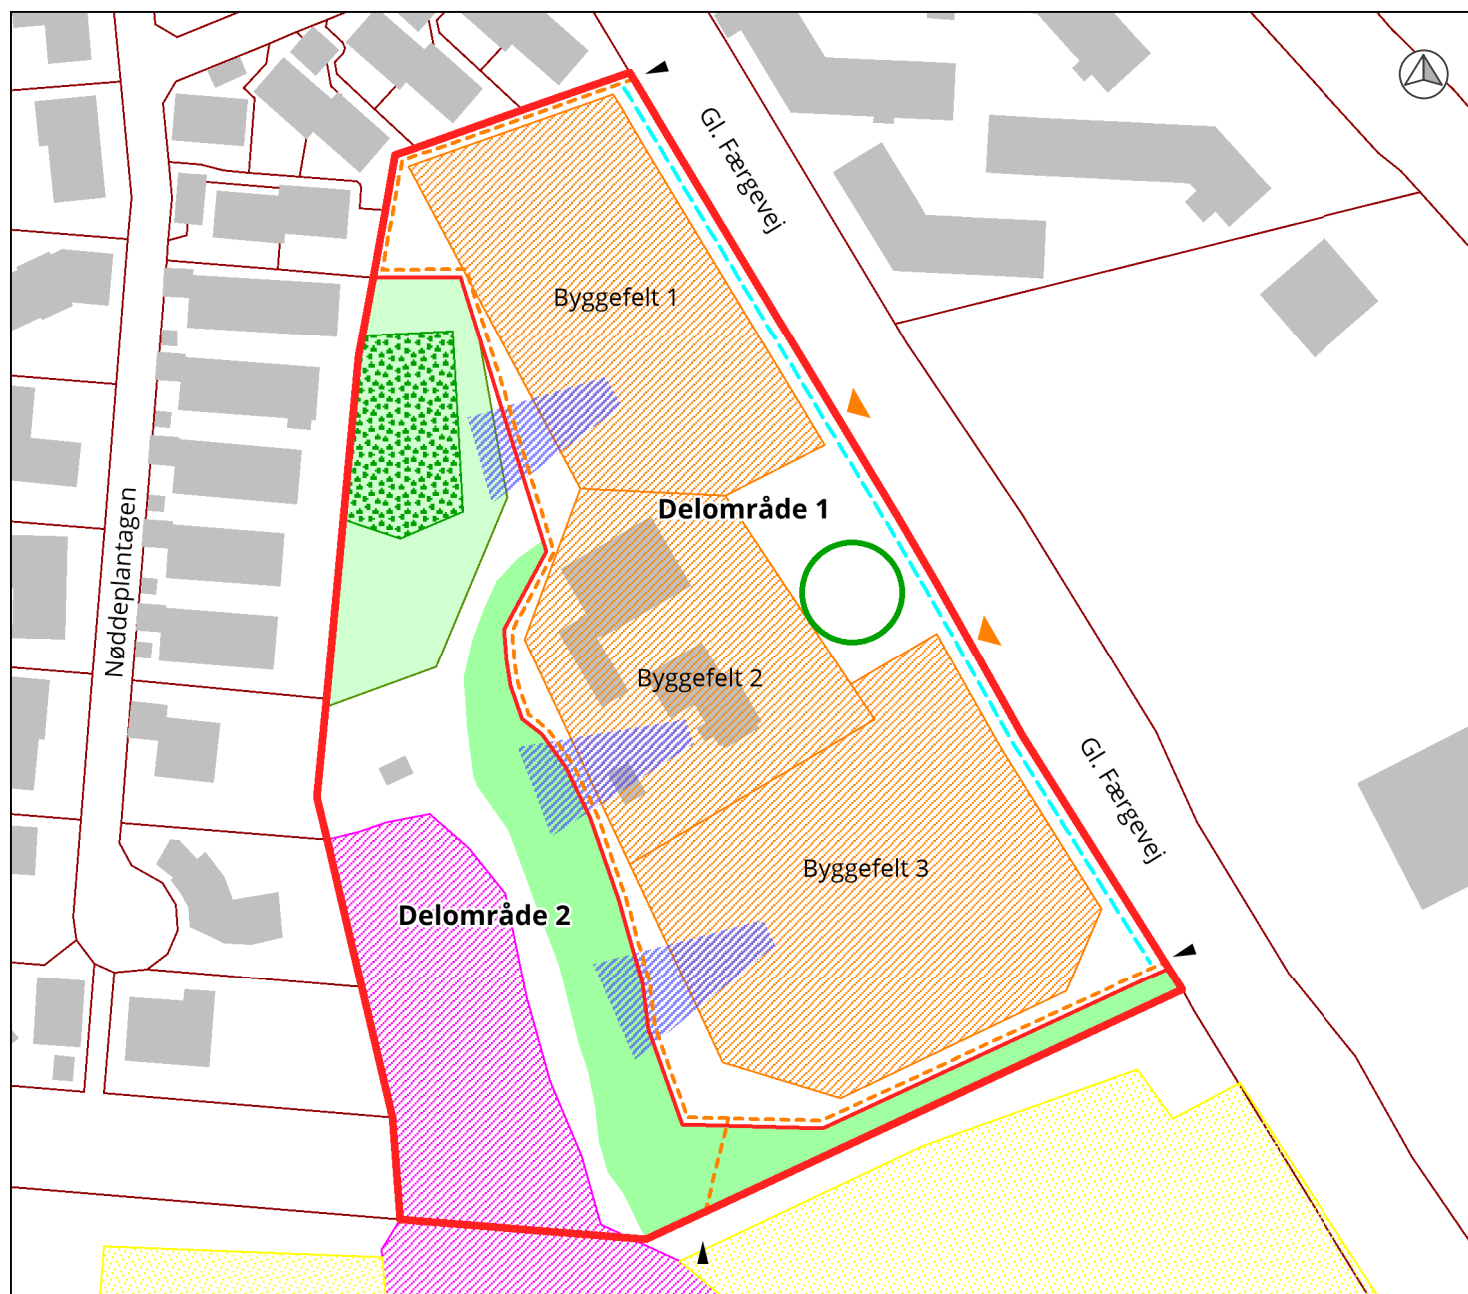 Gl. Færgevej
Byggefelt 1
Delområde 1
Nøddeplantagen
Byggefelt 2
Gl. Færgevej
Byggefelt 3
Delområde 2